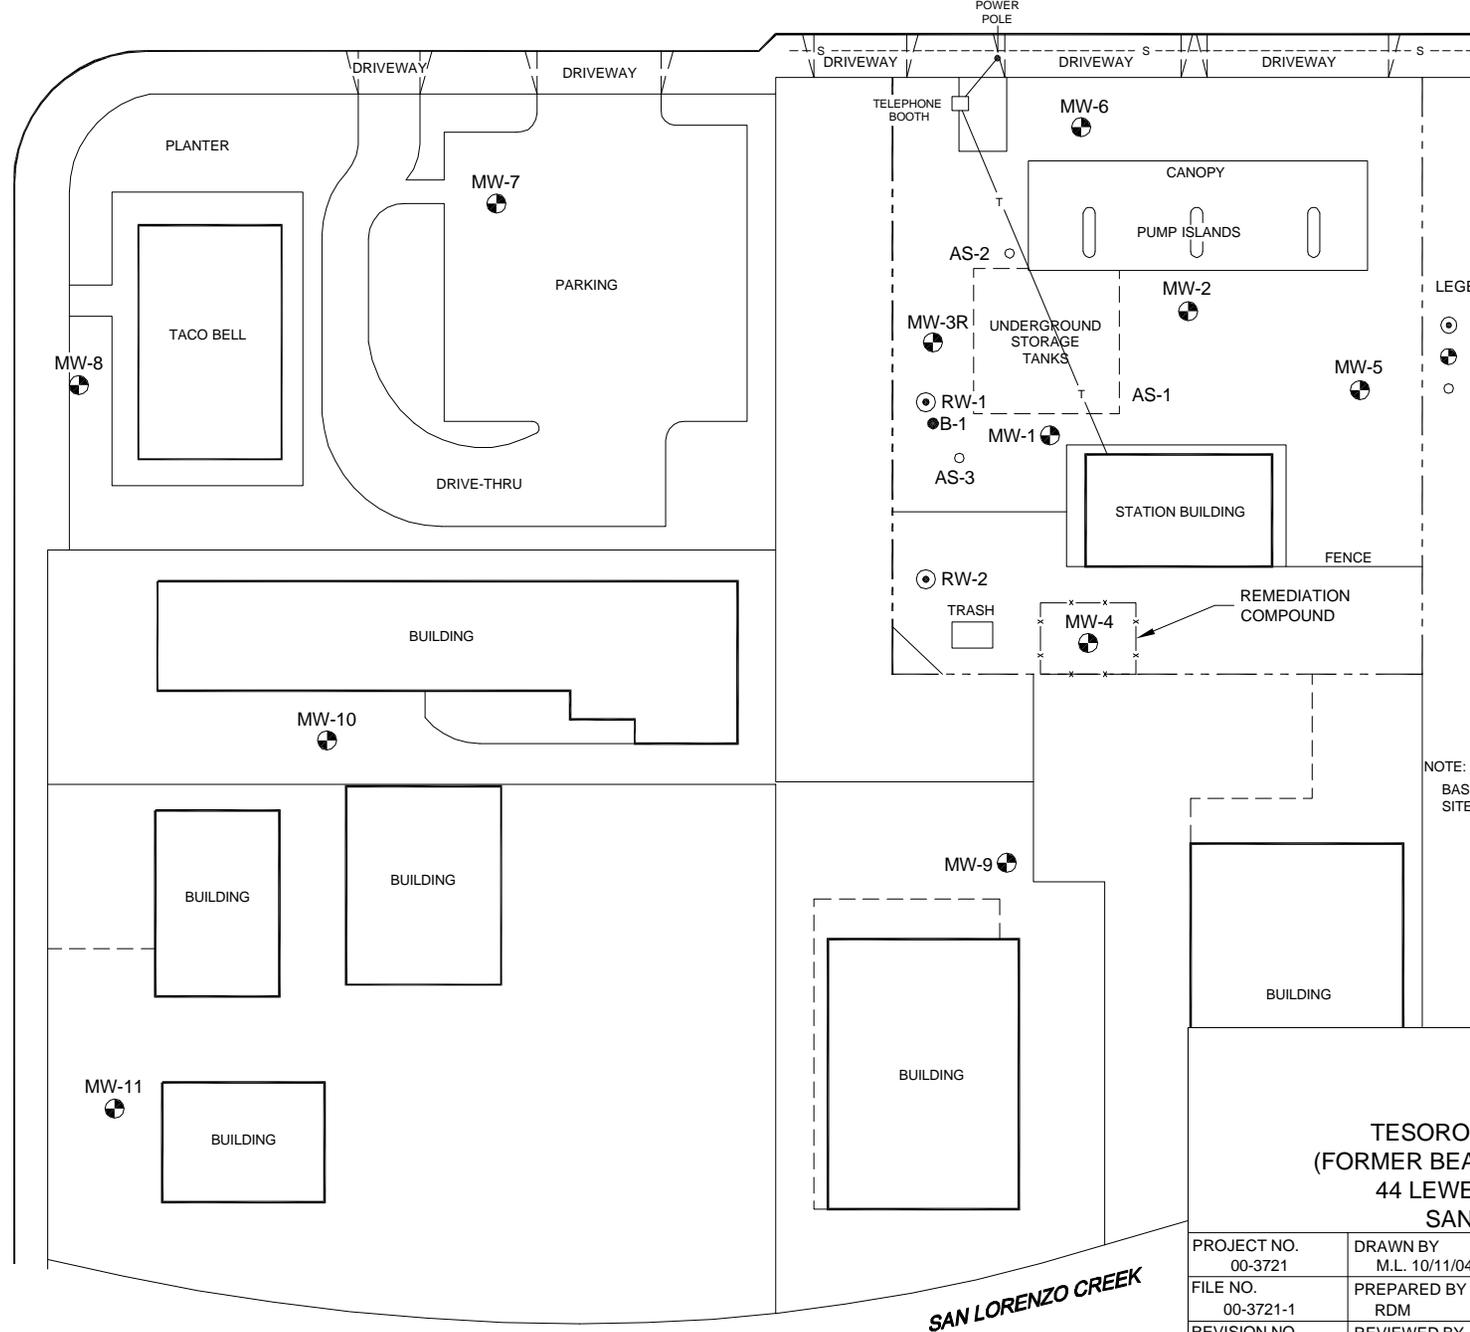 POWER
POLE
S
S
S
DRIVEWAY
DRIVEWAY
DRIVEWAY
DRIVEWAY
DRIVEWAY
TELEPHONE
BOOTH
MW-6
PLANTER
CANOPY
MW-7
T
PUMP ISLANDS
AS-2
PARKING
MW-2
LEGE
MW-3R
UNDERGROUND
STORAGE
TANKS
TACO BELL
MW-8
MW-5
T
AS-1
RW-1
B-1
MW-1
AS-3
DRIVE-THRU
STATION BUILDING
FENCE
RW-2
REMEDIATION
COMPOUND
TRASH
MW-4
BUILDING
MW-10
NOTE:
BAS
SITE
MW-9
BUILDING
BUILDING
BUILDING
BUILDING
MW-11
BUILDING
TESORO
(FORMER BEA
44 LEWE
SAN
PROJECT NO.
00-3721
DRAWN BY
M.L. 10/11/04
FILE NO.
00-3721-1
PREPARED BY
RDM
REVISION NO.
REVIEWED BY
SAN LORENZO CREEK